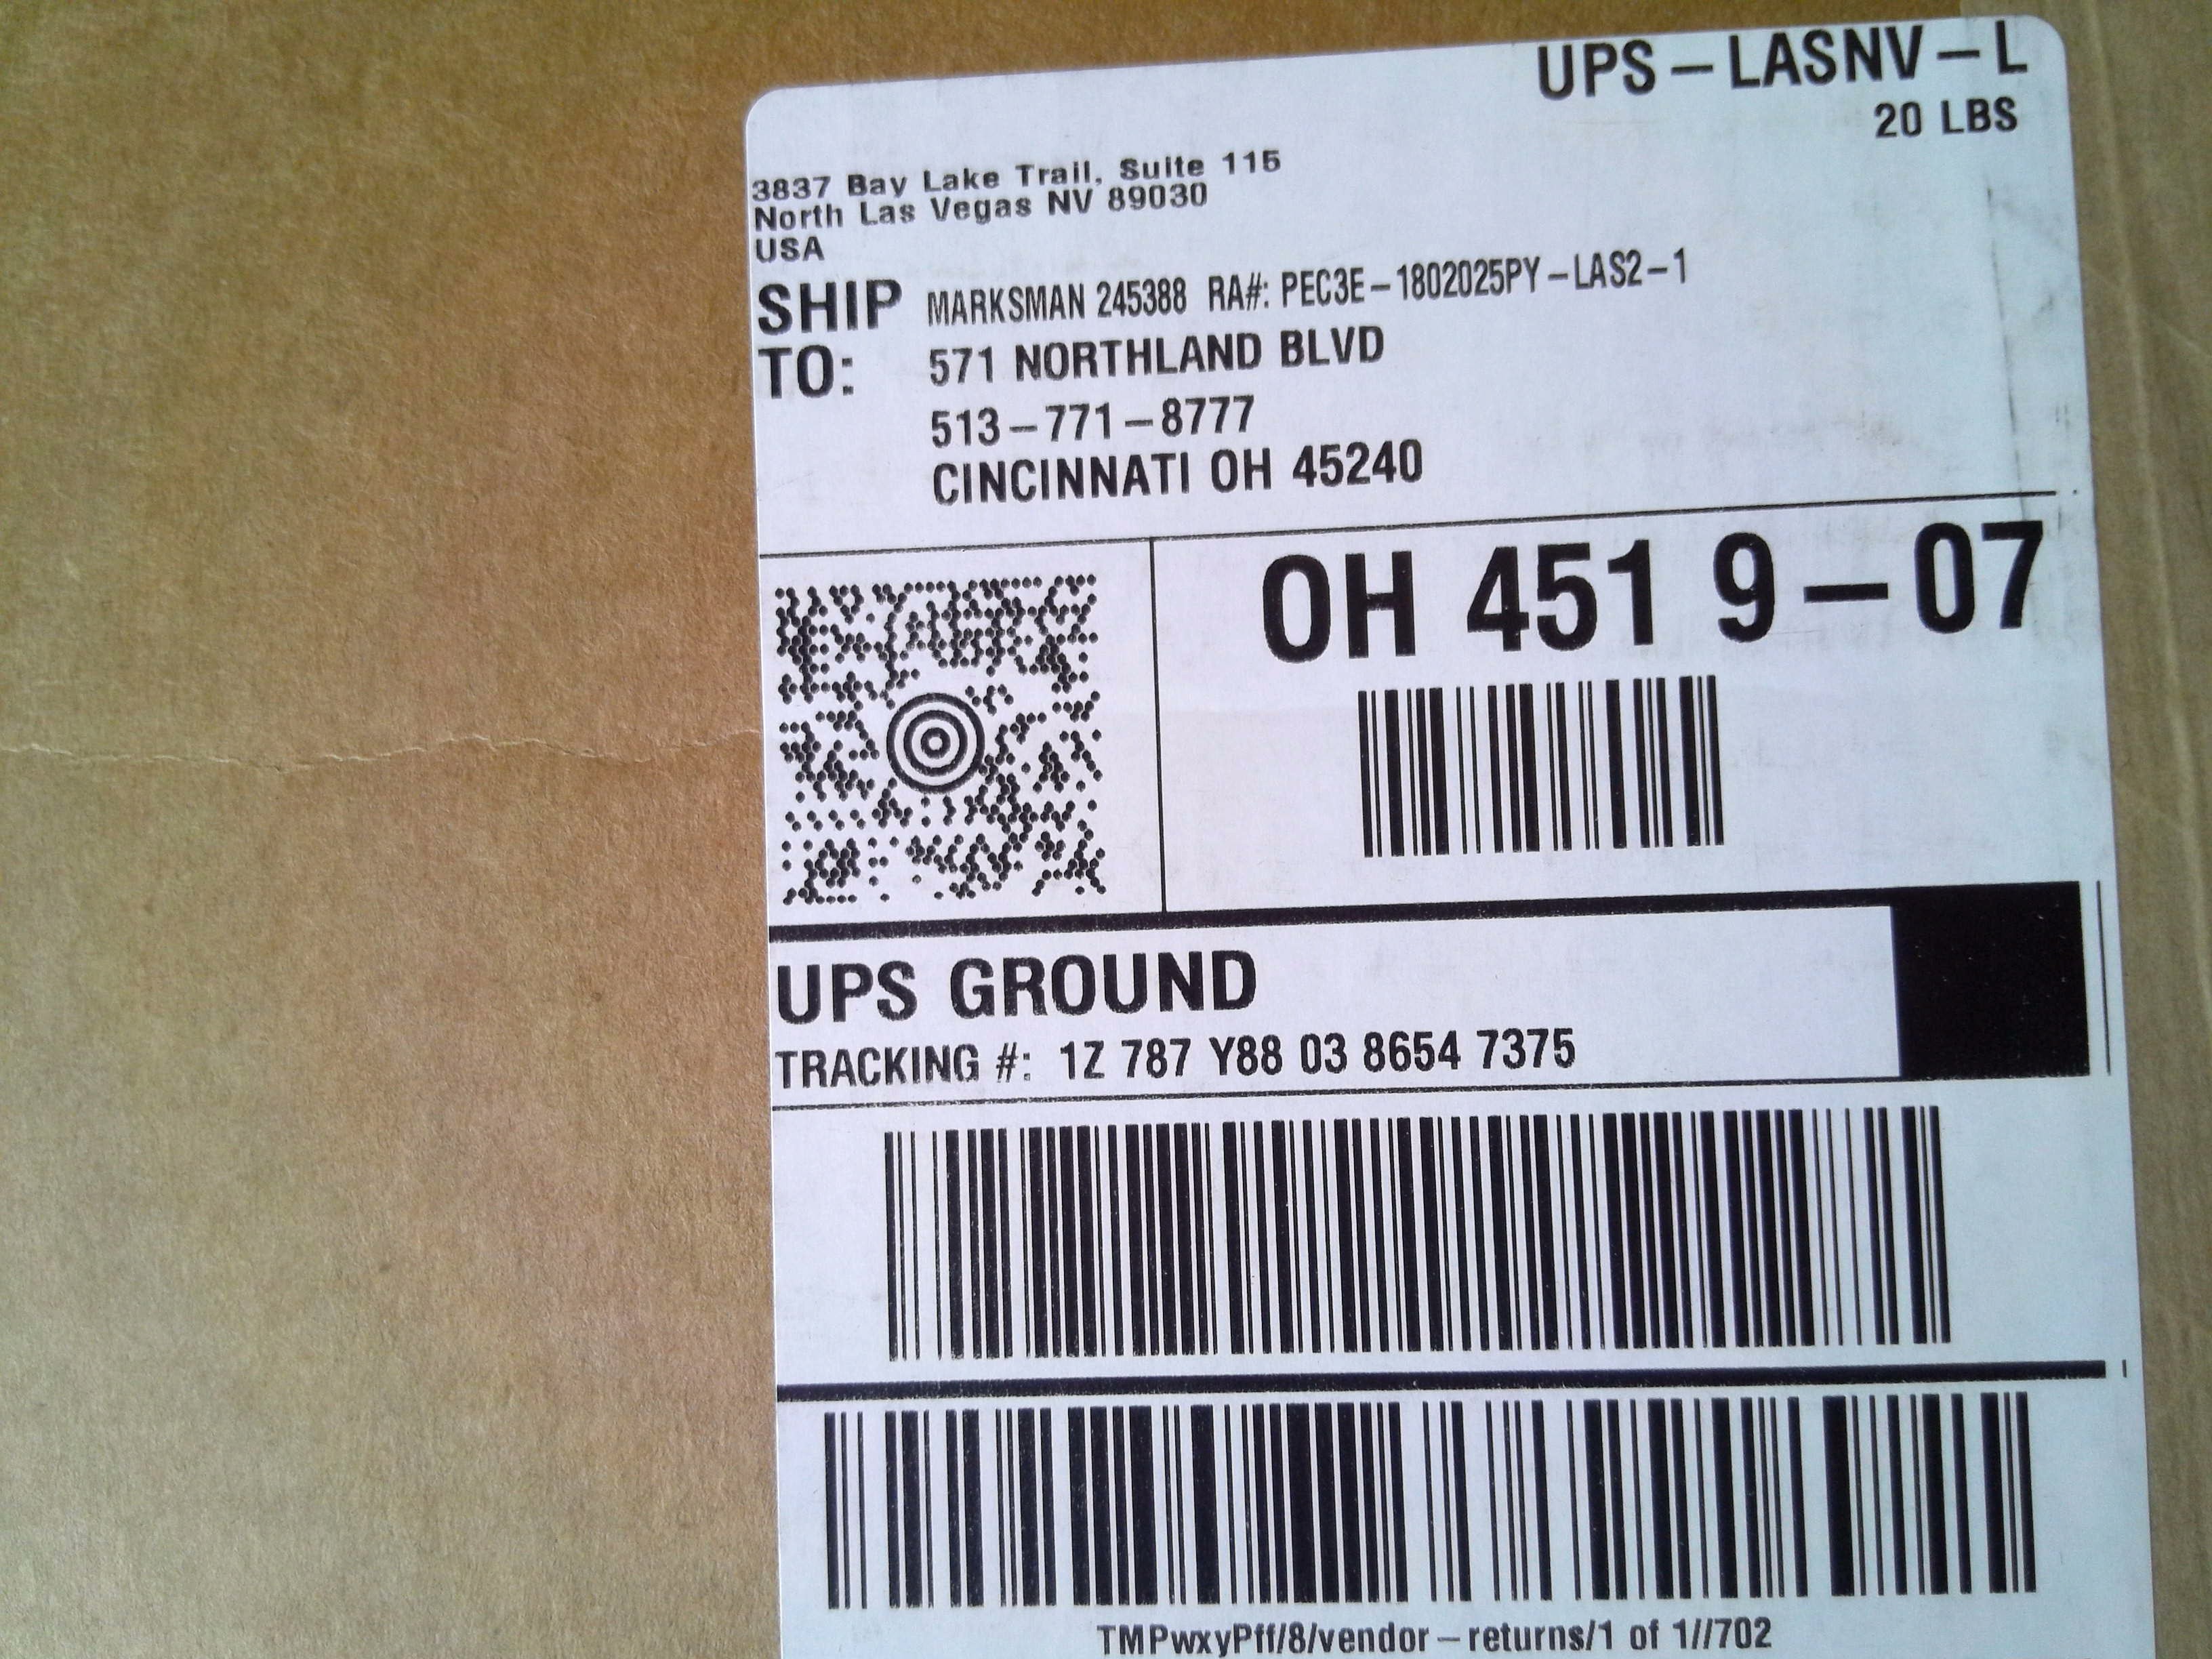 UPS-LASNV-L
20 LBS
3837 Bay Lake Trail, Suite 115
North Las Vegas NV 89030
USA
SHIP TO: MARKSMAN 245388 RA#: PEC3E-1802025PY-LAS2-1
571 NORTHLAND BLVD
513-771-8777
CINCINNATI OH 45240
OH 451 9-07
UPS GROUND
TRACKING #: 1Z 787 Y88 03 8654 7375
TMPwxyPff/8/vendor-returns/1 of 1//702